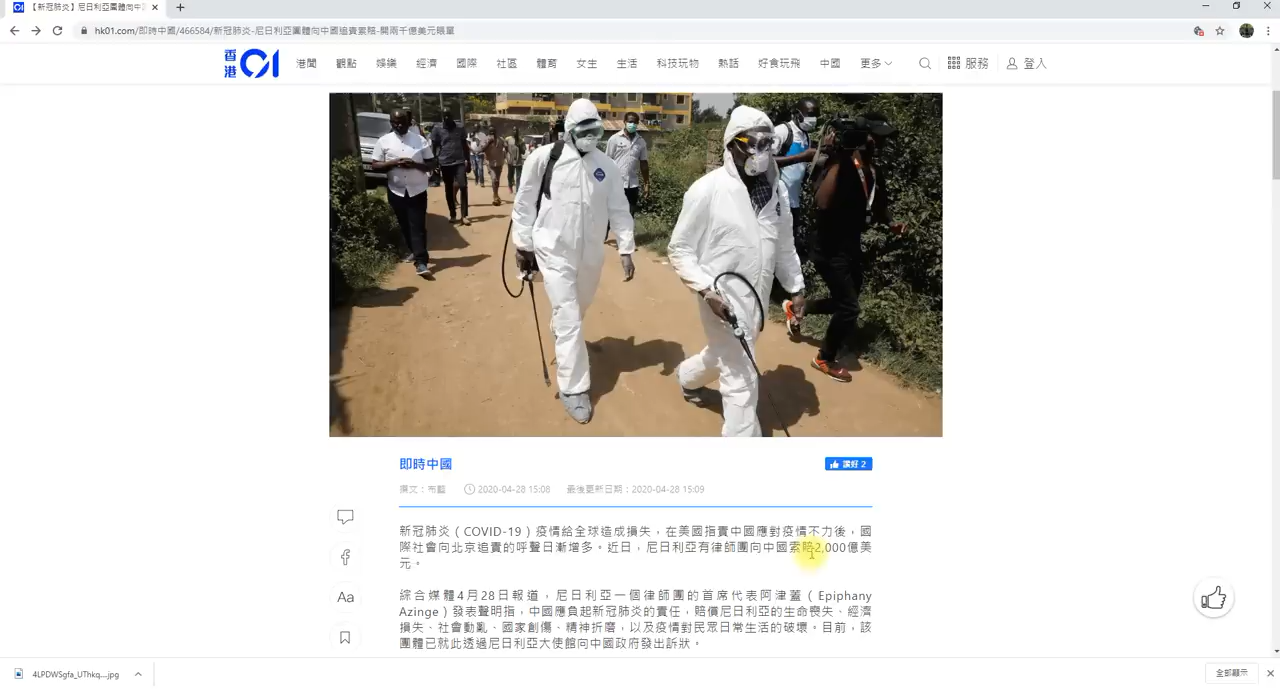 【新冠肺炎】尼日利亞團體向中
hk01.com/即時中國/466584/新冠肺炎-尼日利亞團體向中國追責索賠-開兩千億美元賬單
香港01
港聞 觀點 娛樂 經濟 國際 社區 體育 女生 生活 科技玩物 熱話 好食玩飛 中國 更多 服務 登入
即時中國
讚好 2
撰文：布藍
2020-04-28 15:08
最後更新日期：2020-04-28 15:09
新冠肺炎（COVID-19）疫情給全球造成損失，在美國指責中國應對疫情不力後，國
際社會向北京追責的呼聲日漸增多。近日，尼日利亞有律師團向中國索賠2,000億美
元。
綜合媒體4月28日報道，尼日利亞一個律師團的首席代表阿津蓋（Epiphany
Azinge）發表聲明指，中國應負起新冠肺炎的責任，賠償尼日利亞的生命喪失、經濟
損失、社會動亂、國家創傷、精神折磨，以及疫情對民眾日常生活的破壞。目前，該
團體已就此透過尼日利亞大使館向中國政府發出訴狀。
Aa
4LPDWSgfa_UThkq....jpg
全部顯示